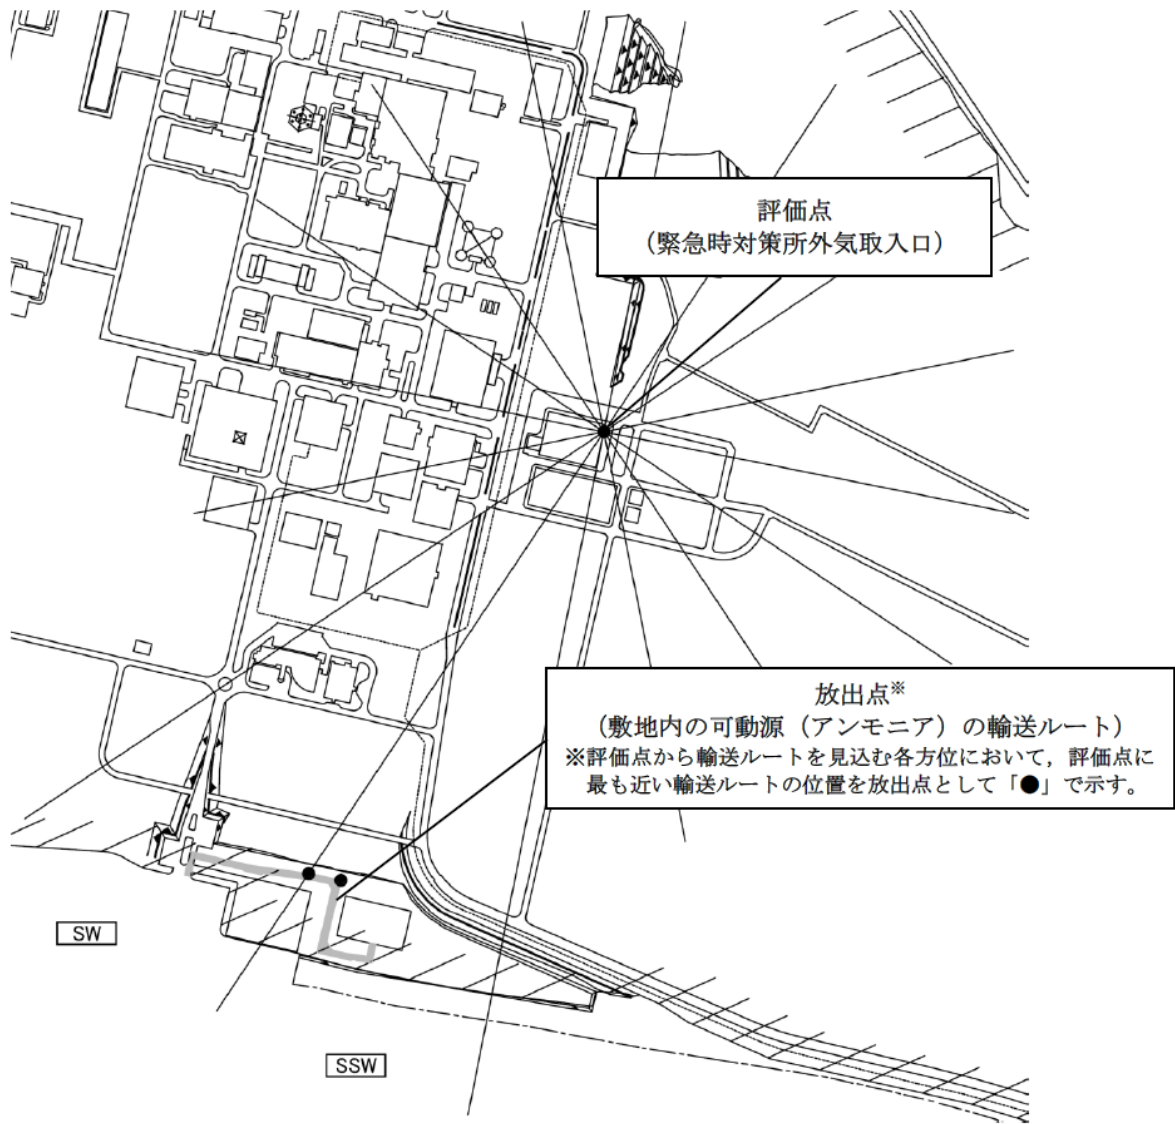 評価点
（緊急時対策所外気取入口）
放出点※
（敷地内の可動源（アンモニア）の輸送ルート）
※評価点から輸送ルートを見込む各方位において，評価点に
最も近い輸送ルートの位置を放出点として「●」で示す。
SW
SSW